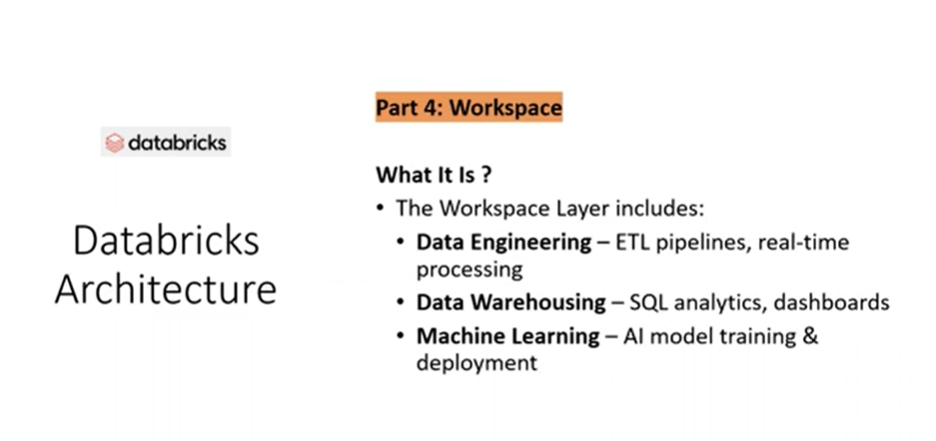 databricks
Databricks
Architecture
Part 4: Workspace
What It Is ?
• The Workspace Layer includes:
• Data Engineering – ETL pipelines, real-time
processing
• Data Warehousing – SQL analytics, dashboards
• Machine Learning – AI model training &
deployment